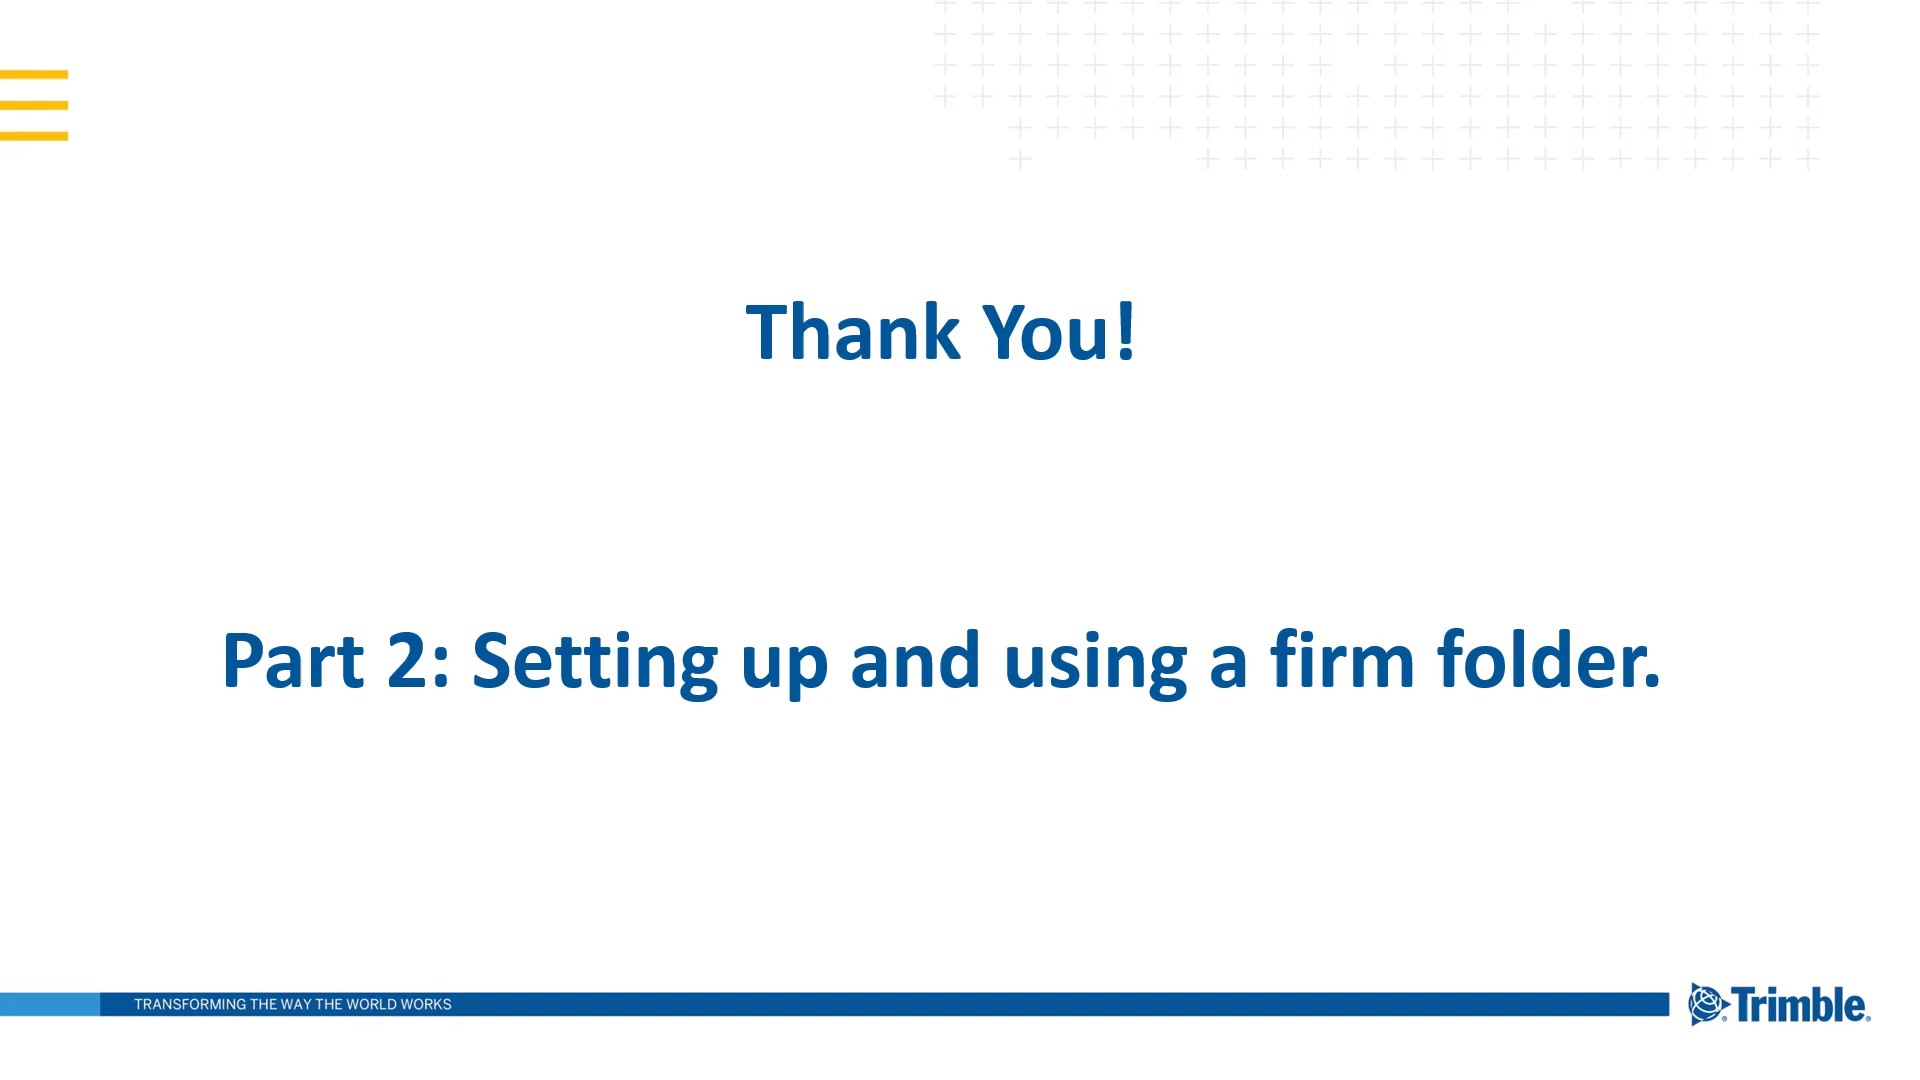 Thank You!
Part 2: Setting up and using a firm folder.
TRANSFORMING THE WAY THE WORLD WORKS
Trimble